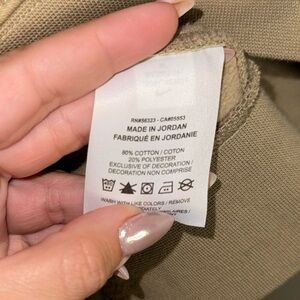 RN#56323 - CA#05553
MADE IN JORDAN
FABRIQUÉ EN JORDANIE
80% COTTON / COTON
20% POLYESTER
EXCLUSIVE OF DECORATION /
DECORATION NON COMPRISE
WASH WITH LIKE COLORS / REMOVE